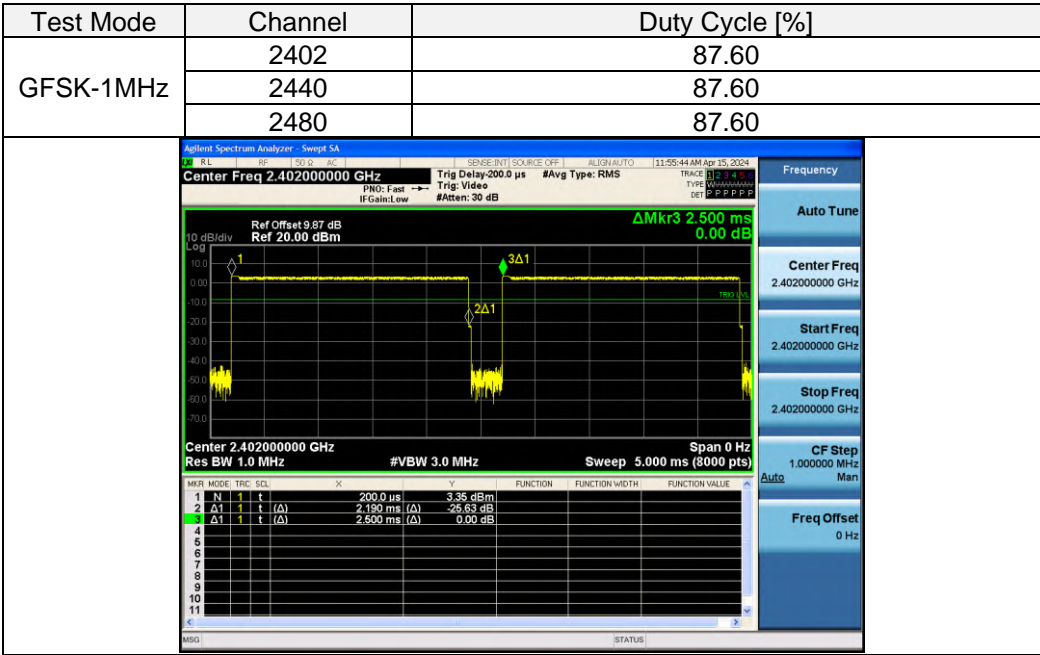 Test Mode Channel Duty Cycle [%]
GFSK-1MHz 2402 87.60
2440 87.60
2480 87.60
Agilent Spectrum Analyzer - Swept SA
LXI RL RF 50 Ω AC SENSE:INT SOURCE OFF ALIGNAUTO 11:55:44 AM Apr 15, 2024
Center Freq 2.402000000 GHz Trig Delay-200.0 µs #Avg Type: RMS TRACE 1 2 3 4 5 6
PNO: Fast Trig: Video TYPE
IFGain:Low #Atten: 30 dB DET P P P P P P
Frequency
ΔMkr3 2.500 ms
0.00 dB
Ref Offset 9.87 dB
10 dB/div Ref 20.00 dBm
Log
10.0
0.00
-10.0
-20.0
-30.0
-40.0
-50.0
-60.0
-70.0
1
3Δ1
TRIG LVL
2Δ1
Center 2.402000000 GHz Span 0 Hz
Res BW 1.0 MHz #VBW 3.0 MHz Sweep 5.000 ms (8000 pts)
MKR MODE TRC SCL X Y FUNCTION FUNCTION WIDTH FUNCTION VALUE
1 N 1 t 200.0 µs 3.35 dBm
2 Δ1 1 t (Δ) 2.190 ms (Δ) -25.63 dB
3 Δ1 1 t (Δ) 2.500 ms (Δ) 0.00 dB
4
5
6
7
8
9
10
11
MSG STATUS
Auto Tune
Center Freq
2.402000000 GHz
Start Freq
2.402000000 GHz
Stop Freq
2.402000000 GHz
CF Step
1.000000 MHz
Auto Man
Freq Offset
0 Hz